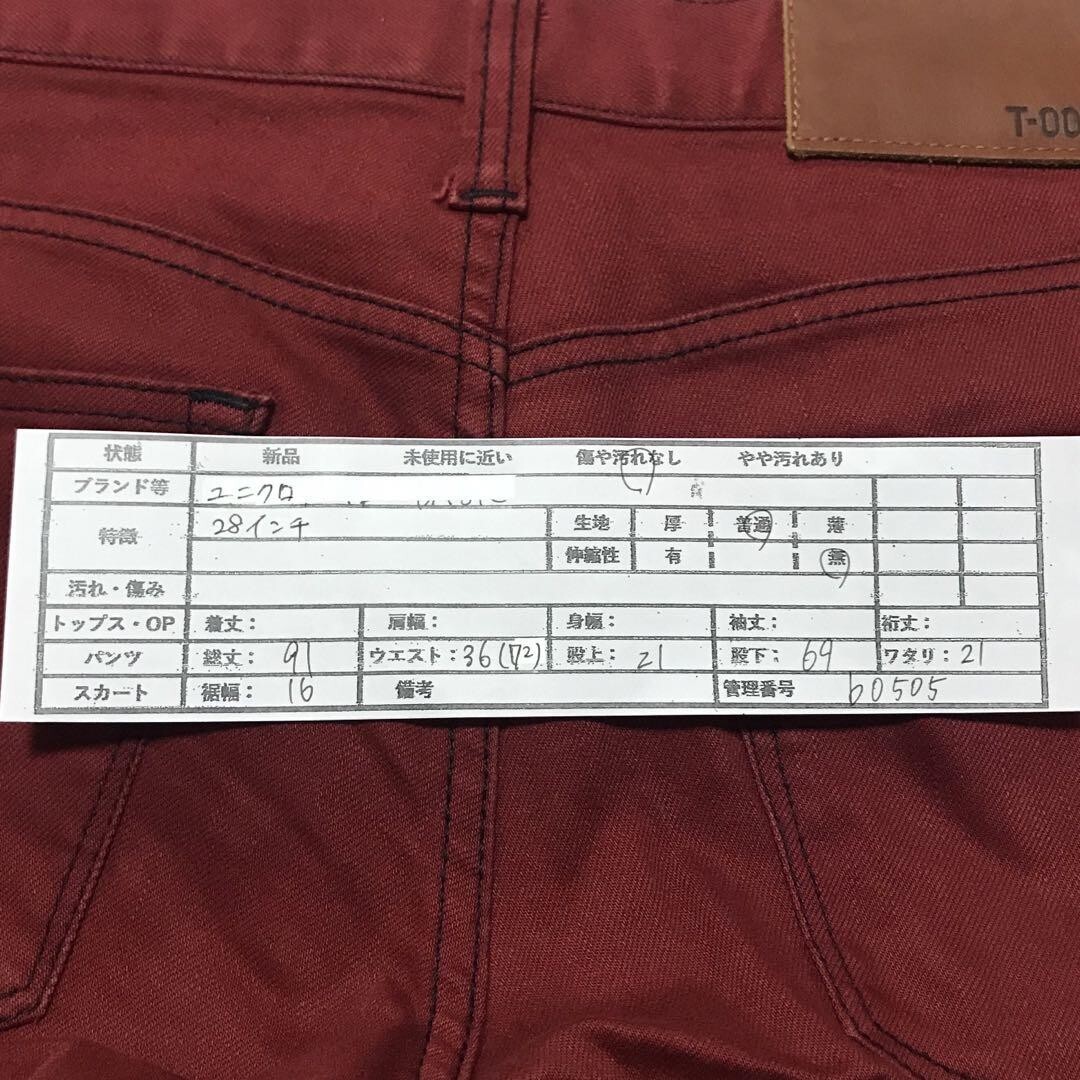 T-00
状態 新品 未使用に近い 傷や汚れなし やや汚れあり
ブランド等 ユニクロ
特徴 28インチ 生地 厚 普通 薄
伸縮性 有 無
汚れ・傷み
トップス・OP 着丈: 肩幅: 身幅: 袖丈: 裄丈:
パンツ 総丈: 91 ウエスト: 36(72) 股上: 21 股下: 69 ワタリ: 21
スカート 裾幅: 16 備考 管理番号 60505